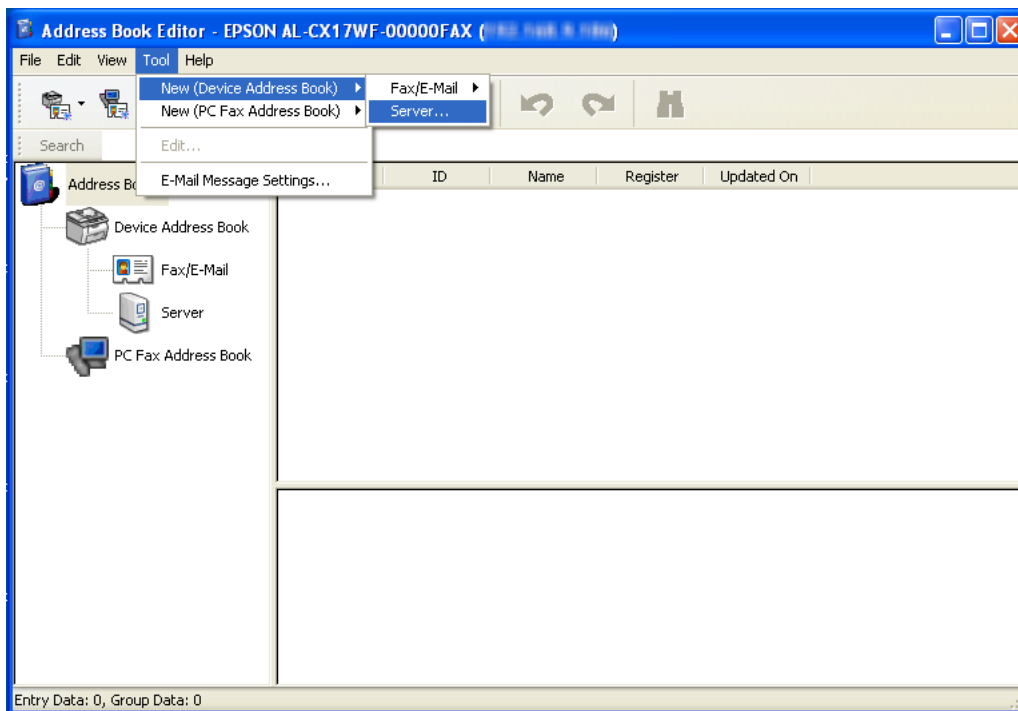 Address Book Editor - EPSON AL-CX17WF-00000FAX ( )
File Edit View Tool Help
New (Device Address Book) Fax/E-Mail
New (PC Fax Address Book) Server...
Search Edit...
E-Mail Message Settings...
Address Bo ID Name Register Updated On
Device Address Book
Fax/E-Mail
Server
PC Fax Address Book
Entry Data: 0, Group Data: 0